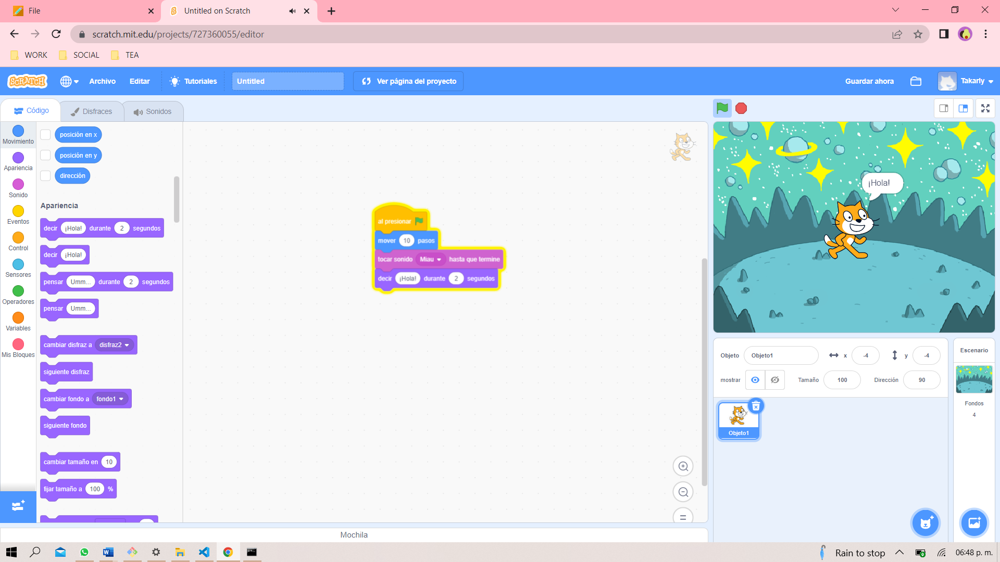 File
Untitled on Scratch
scratch.mit.edu/projects/727360055/editor
WORK
SOCIAL
TEA
SCRATCH
Archivo
Editar
Tutoriales
Untitled
Ver página del proyecto
Guardar ahora
Takarly
Código
Disfraces
Sonidos
Movimiento
Apariencia
Sonido
Eventos
Control
Sensores
Operadores
Variables
Mis Bloques
posición en x
posición en y
dirección
Apariencia
decir ¡Hola! durante 2 segundos
decir ¡Hola!
pensar Umm... durante 2 segundos
pensar Umm...
cambiar disfraz a disfraz2
siguiente disfraz
cambiar fondo a fondo1
siguiente fondo
cambiar tamaño en 10
fijar tamaño a 100 %
al presionar
mover 10 pasos
tocar sonido Miau hasta que termine
decir ¡Hola! durante 2 segundos
¡Hola!
Objeto Objeto1 x -4 y -4
mostrar Tamaño 100 Dirección 90
Objeto1
Escenario
Fondos
4
Mochila
Rain to stop
06:48 p. m.